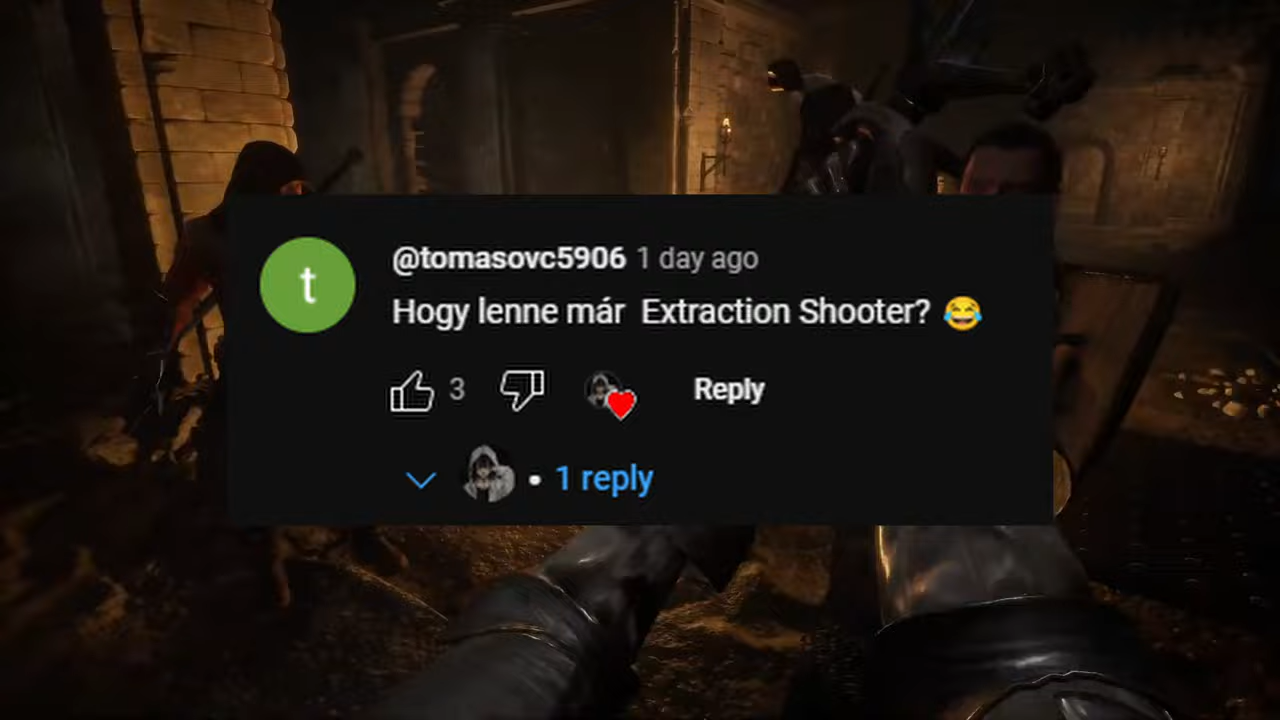 t
@tomasovc5906 1 day ago
Hogy lenne már  Extraction Shooter? 😂
3 Reply
• 1 reply